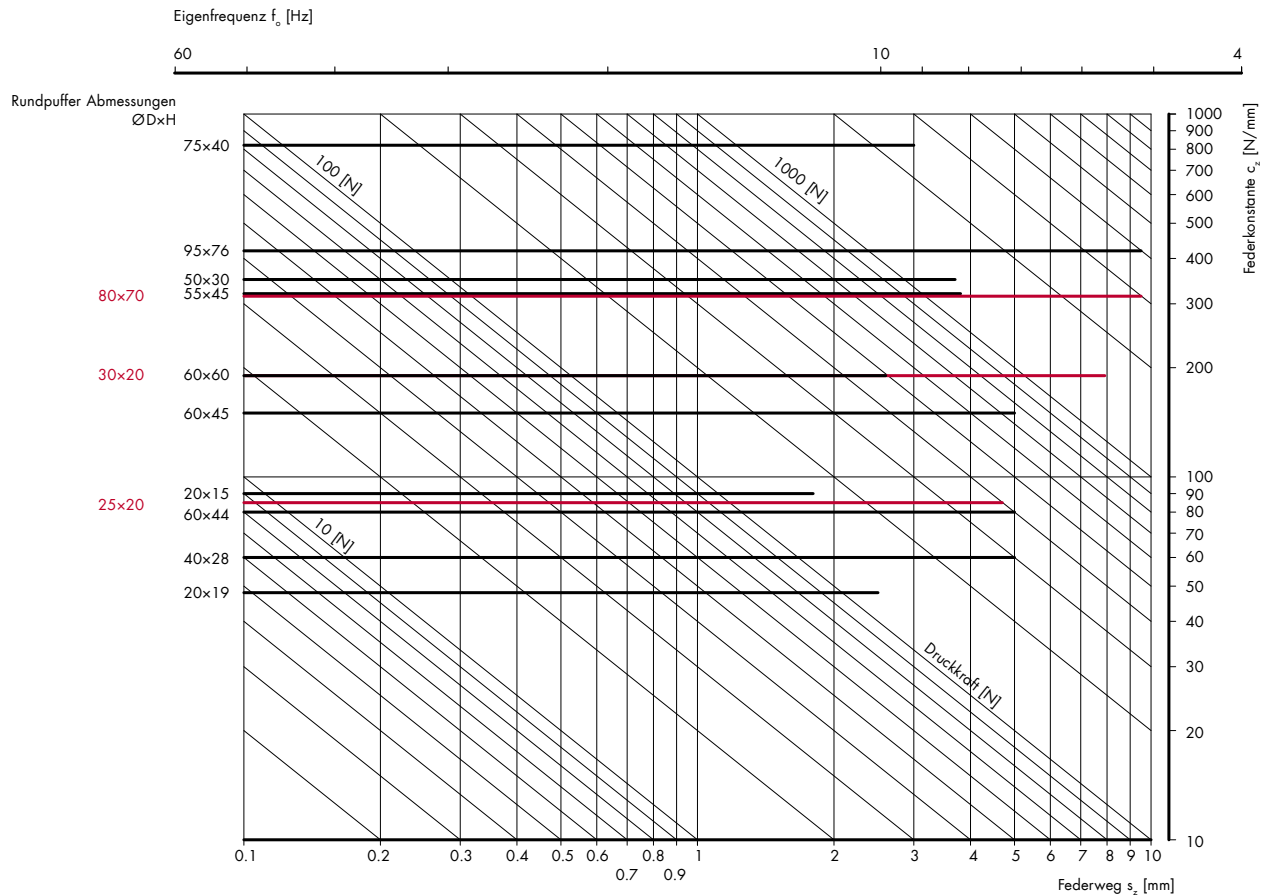 Eigenfrequenz f₀ [Hz]
60 10 4
Rundpuffer Abmessungen
ØD×H
Federkonstante c_z [N/mm]
1000
900
800
700
600
500
400
300
200
100
90
80
70
60
50
40
30
20
10
75×40
95×76
50×30
55×45
80×70
30×20
60×60
60×45
20×15
25×20
60×44
40×28
20×19
100 [N]
1000 [N]
10 [N]
Druckkraft [N]
0.1 0.2 0.3 0.4 0.5 0.6 0.7 0.8 0.9 1 2 3 4 5 6 7 8 9 10
Federweg s_z [mm]